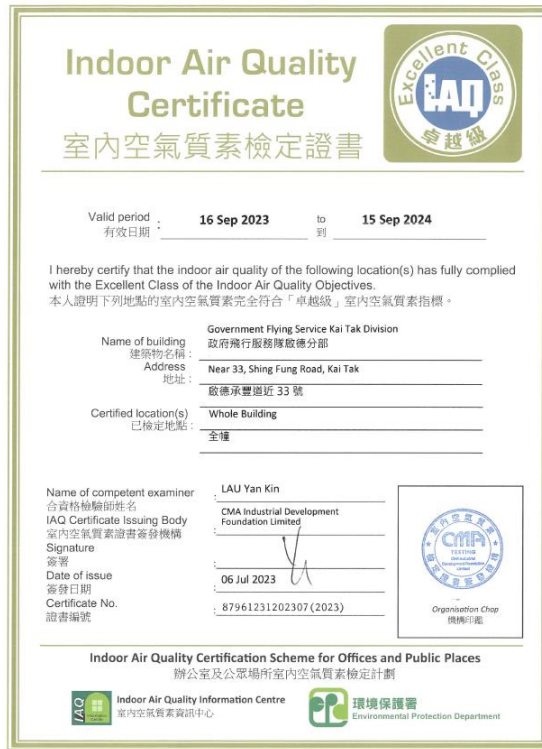 Indoor Air Quality
Certificate
室內空氣質素檢定證書
Excellent Class
IAQ
卓越級
Valid period : 16 Sep 2023 to 15 Sep 2024
有效日期 到
I hereby certify that the indoor air quality of the following location(s) has fully complied
with the Excellent Class of the Indoor Air Quality Objectives.
本人證明下列地點的室內空氣質素完全符合「卓越級」室內空氣質素指標。
Government Flying Service Kai Tak Division
Name of building 政府飛行服務隊啟德分部
建築物名稱 :
Address Near 33, Shing Fung Road, Kai Tak
地址 :
啟德承豐道近 33 號
Certified location(s) Whole Building
已檢定地點 :
全幢
Name of competent examiner : LAU Yan Kin
合資格檢驗師姓名
IAQ Certificate Issuing Body : CMA Industrial Development
Foundation Limited
室內空氣質素證書簽發機構
Signature :
簽署
Date of issue : 06 Jul 2023
簽發日期
Certificate No. : 87961231202307(2023)
證書編號
CMA
TESTING
CMA Industrial
Development Foundation
Limited
Organisation Chop
機構印鑑
Indoor Air Quality Certification Scheme for Offices and Public Places
辦公室及公眾場所室內空氣質素檢定計劃
IAQ
Information
Centre
Indoor Air Quality Information Centre
室內空氣質素資訊中心
環境保護署
Environmental Protection Department